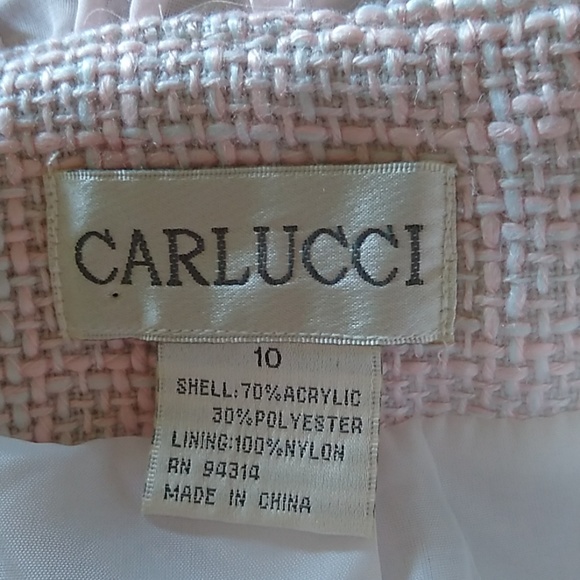 CARLUCCI
10
SHELL:70%ACRYLIC
30%POLYESTER
LINING:100%NYLON
RN 94314
MADE IN CHINA